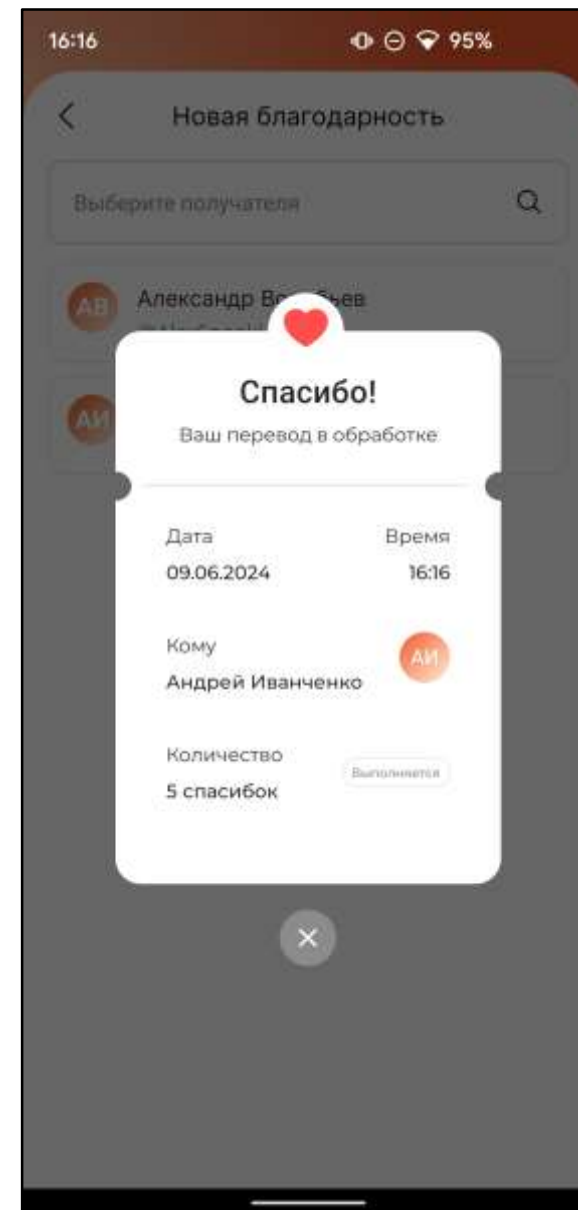 16:16 95%
Новая благодарность
Выберите получателя
АВ Александр
Спасибо!
Ваш перевод в обработке
Дата Время
09.06.2024 16:16
Кому
АИ
Андрей Иванченко
Количество
Выполняется
5 спасибок